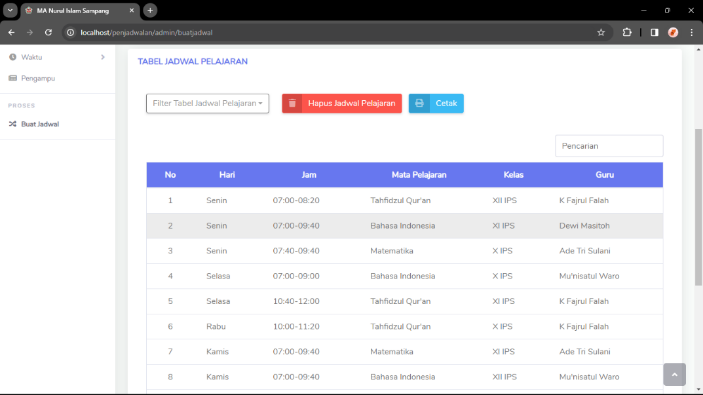 MA Nurul Islam Sampang
localhost/penjadwalan/admin/buatjadwal
Waktu
Pengampu
PROSES
Buat Jadwal
TABEL JADWAL PELAJARAN
Filter Tabel Jadwal Pelajaran
Hapus Jadwal Pelajaran
Cetak
Pencarian
No Hari Jam Mata Pelajaran Kelas Guru
1 Senin 07:00-08:20 Tahfidzul Qur'an XII IPS K Fajrul Falah
2 Senin 07:00-09:40 Bahasa Indonesia XI IPS Dewi Masitoh
3 Senin 07:40-09:40 Matematika X IPS Ade Tri Sulani
4 Selasa 07:00-09:00 Bahasa Indonesia X IPS Mu'nisatul Waro
5 Selasa 10:40-12:00 Tahfidzul Qur'an XI IPS K Fajrul Falah
6 Rabu 10:00-11:20 Tahfidzul Qur'an X IPS K Fajrul Falah
7 Kamis 07:00-09:40 Matematika XI IPS Ade Tri Sulani
8 Kamis 07:00-09:40 Bahasa Indonesia XII IPS Mu'nisatul Waro